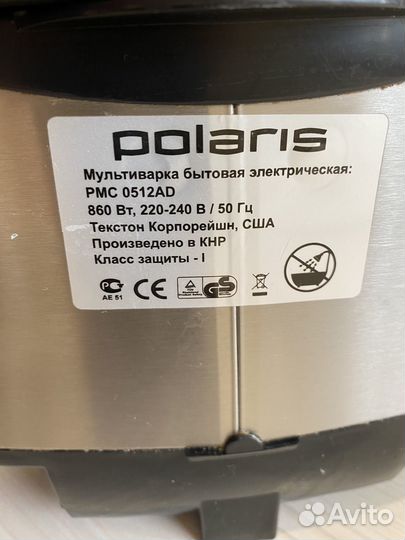 polaris
Мультиварка бытовая электрическая:
PMC 0512AD
860 Вт, 220-240 В / 50 Гц
Текстон Корпорейшн, США
Произведено в КНР
Класс защиты - I
АЕ 51
CE
GS
Avito